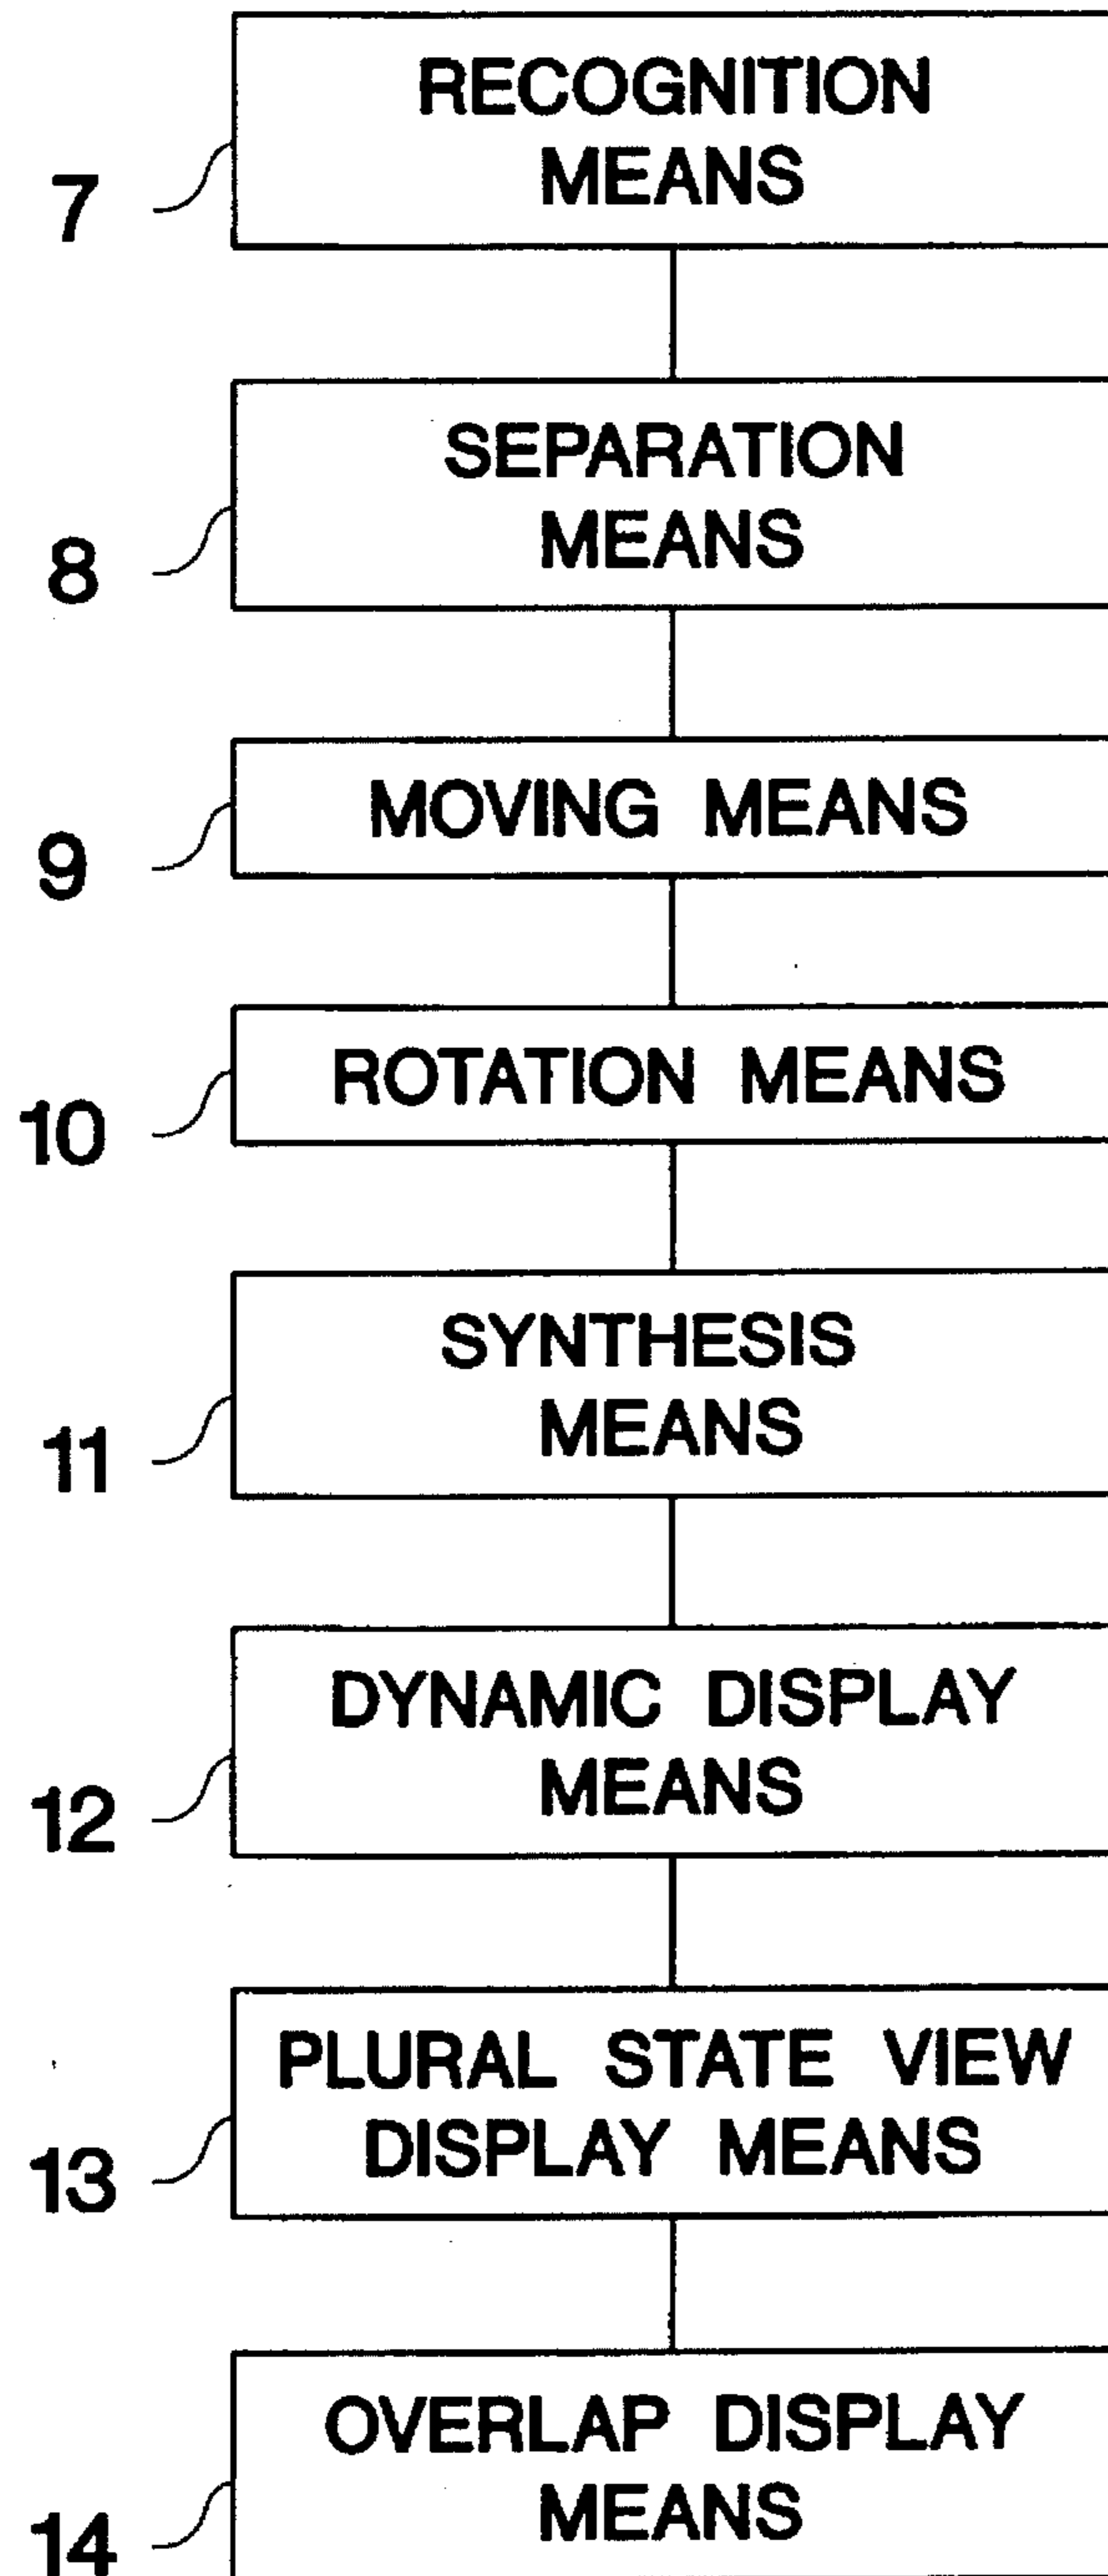 RECOGNITION
MEANS
7
SEPARATION
MEANS
8
MOVING MEANS
9
ROTATION MEANS
10
SYNTHESIS
MEANS
11
DYNAMIC DISPLAY
MEANS
12
PLURAL STATE VIEW
DISPLAY MEANS
13
OVERLAP DISPLAY
MEANS
14